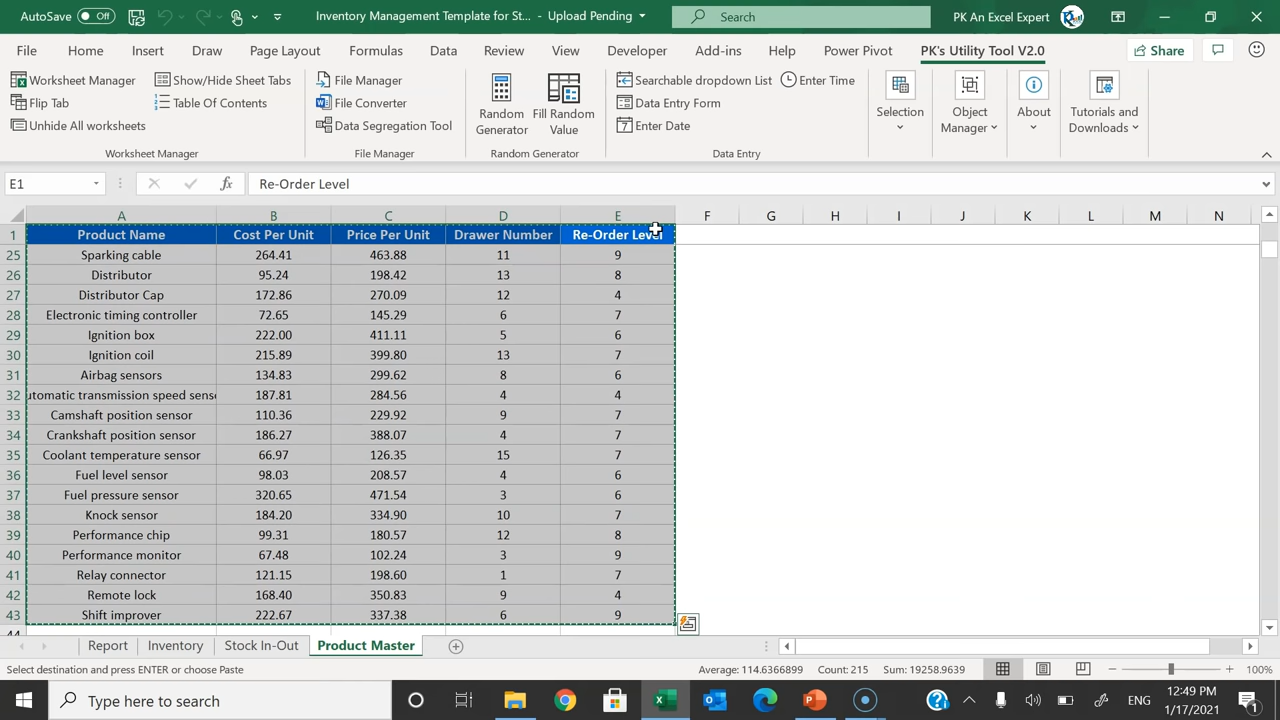 AutoSave Off Inventory Management Template for St... - Upload Pending Search PK An Excel Expert
File Home Insert Draw Page Layout Formulas Data Review View Developer Add-ins Help Power Pivot PK's Utility Tool V2.0 Share
Worksheet Manager Show/Hide Sheet Tabs File Manager Searchable dropdown List Enter Time
Flip Tab Table Of Contents File Converter Data Entry Form
Unhide All worksheets Data Segregation Tool Enter Date
Random Generator
Fill Random Value
Selection
Object Manager
About
Tutorials and Downloads
Worksheet Manager File Manager Random Generator Data Entry
E1 fx Re-Order Level
A B C D E F G H I J K L M N
1 Product Name Cost Per Unit Price Per Unit Drawer Number Re-Order Level
25 Sparking cable 264.41 463.88 11 9
26 Distributor 95.24 198.42 13 8
27 Distributor Cap 172.86 270.09 12 4
28 Electronic timing controller 72.65 145.29 6 7
29 Ignition box 222.00 411.11 5 6
30 Ignition coil 215.89 399.80 13 7
31 Airbag sensors 134.83 299.62 8 6
32 utomatic transmission speed sens 187.81 284.56 4 4
33 Camshaft position sensor 110.36 229.92 9 7
34 Crankshaft position sensor 186.27 388.07 4 7
35 Coolant temperature sensor 66.97 126.35 15 7
36 Fuel level sensor 98.03 208.57 4 6
37 Fuel pressure sensor 320.65 471.54 3 6
38 Knock sensor 184.20 334.90 10 7
39 Performance chip 99.31 180.57 12 8
40 Performance monitor 67.48 102.24 3 9
41 Relay connector 121.15 198.60 1 7
42 Remote lock 168.40 350.83 9 4
43 Shift improver 222.67 337.38 6 9
44
Report Inventory Stock In-Out Product Master
Select destination and press ENTER or choose Paste Average: 114.6366899 Count: 215 Sum: 19258.9639 100%
Type here to search ENG 12:49 PM
1/17/2021 1